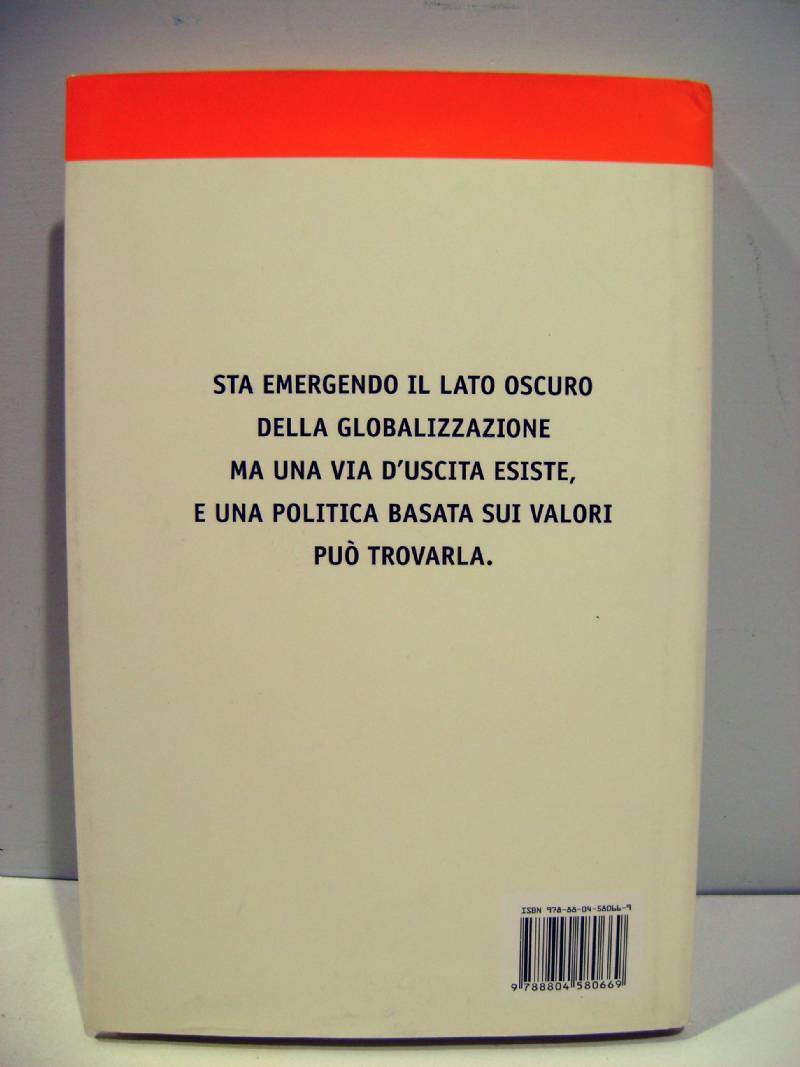 STA EMERGENDO IL LATO OSCURO
DELLA GLOBALIZZAZIONE
MA UNA VIA D'USCITA ESISTE,
E UNA POLITICA BASATA SUI VALORI
PUÒ TROVARLA.
ISBN 978-88-04-58066-9
9 788804 580669